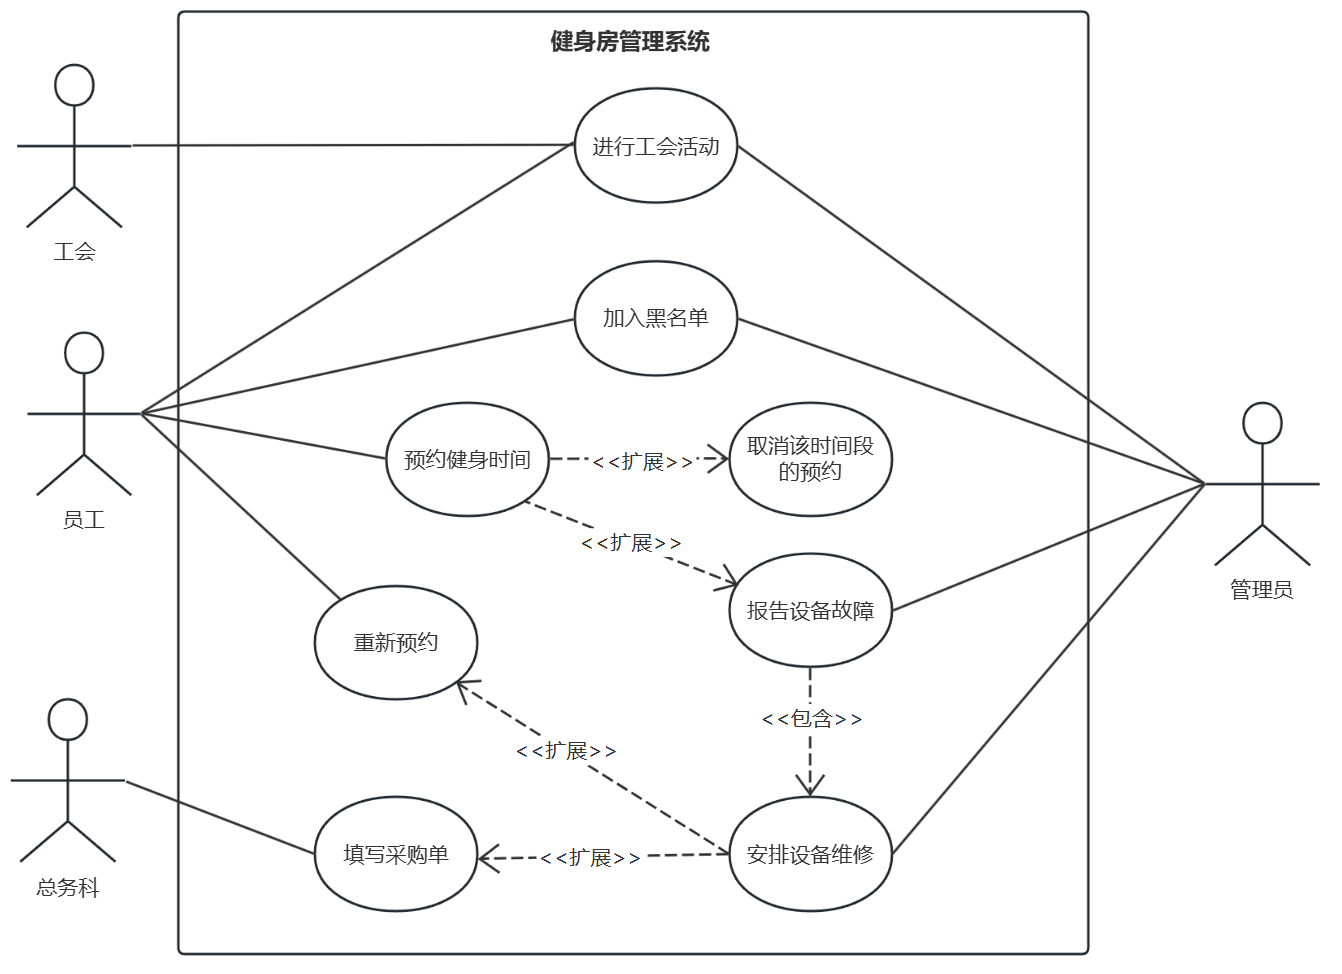 健身房管理系统
进行工会活动
工会
加入黑名单
预约健身时间
<<扩展>>
取消该时间段
的预约
员工
<<扩展>>
管理员
报告设备故障
重新预约
<<包含>>
<<扩展>>
填写采购单
<<扩展>>
安排设备维修
总务科